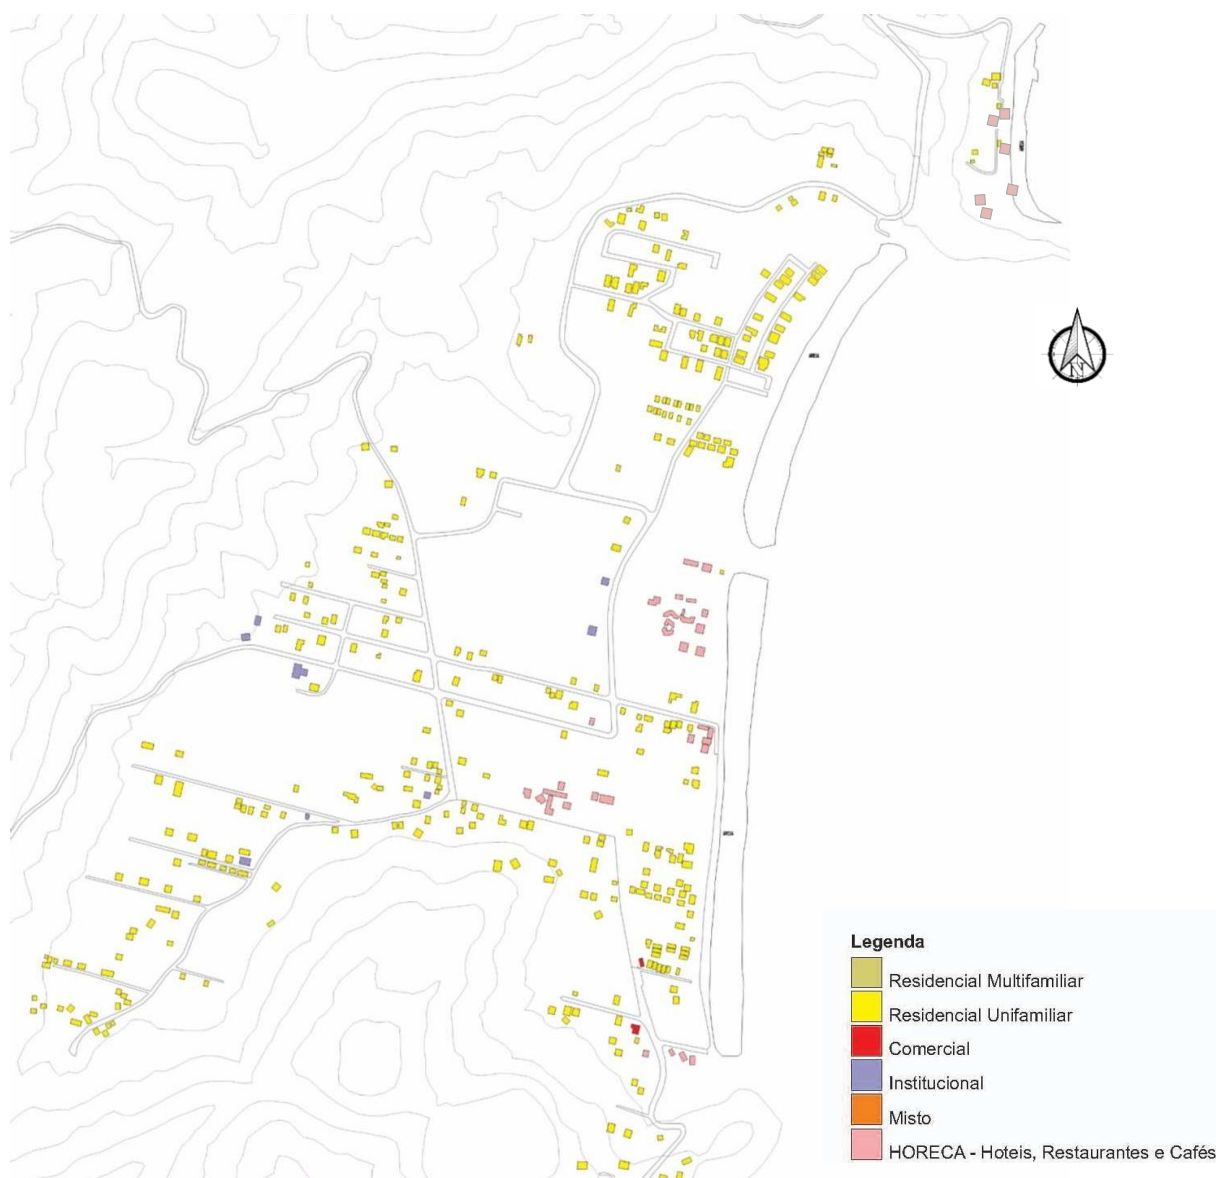 N
Legenda
Residencial Multifamiliar
Residencial Unifamiliar
Comercial
Institucional
Misto
HORECA - Hoteis, Restaurantes e Cafés